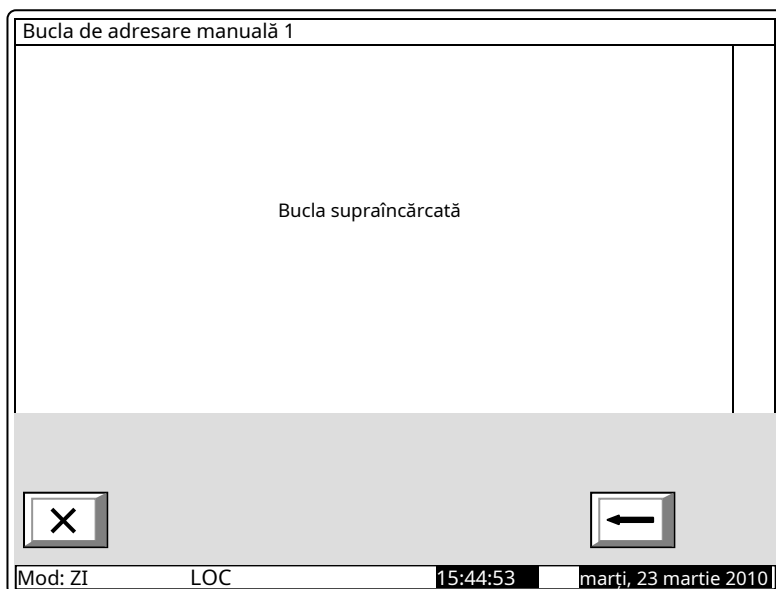 Bucla de adresare manuală 1
Bucla supraîncărcată
Mod: ZI LOC 15:44:53 marți, 23 martie 2010